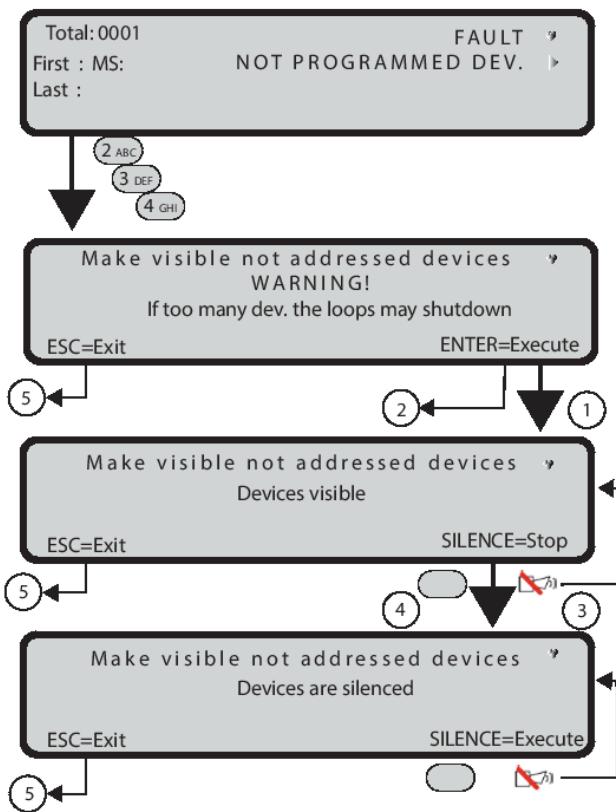 Total: 0001 FAULT
First : MS: NOT PROGRAMMED DEV.
Last :
2 ABC
3 DEF
4 GHI
Make visible not addressed devices
WARNING!
If too many dev. the loops may shutdown
ESC=Exit ENTER=Execute
5 2 1
Make visible not addressed devices
Devices visible
ESC=Exit SILENCE=Stop
5 4 3
Make visible not addressed devices
Devices are silenced
ESC=Exit SILENCE=Execute
5